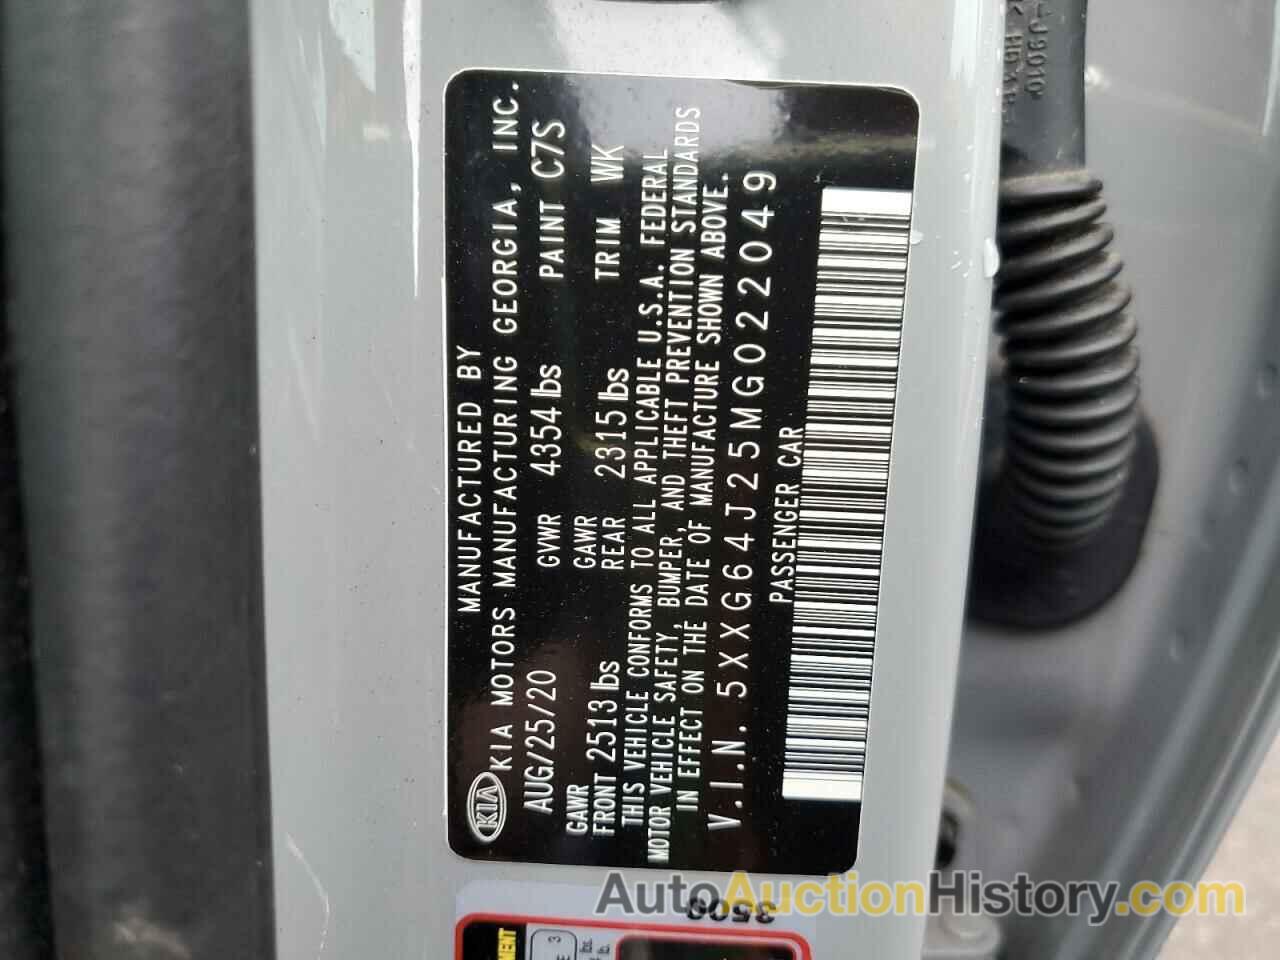 MANUFACTURED BY
KIA KIA MOTORS MANUFACTURING GEORGIA, INC.
AUG/25/20 GVWR 4354 lbs PAINT C7S
GAWR FRONT 2513 lbs GAWR REAR 2315 lbs TRIM WK
THIS VEHICLE CONFORMS TO ALL APPLICABLE U.S.A. FEDERAL
MOTOR VEHICLE SAFETY, BUMPER, AND THEFT PREVENTION STANDARDS
IN EFFECT ON THE DATE OF MANUFACTURE SHOWN ABOVE.
V.I.N. 5XXG64J25MG022049
PASSENGER CAR
3509
AutoAuctionHistory.com